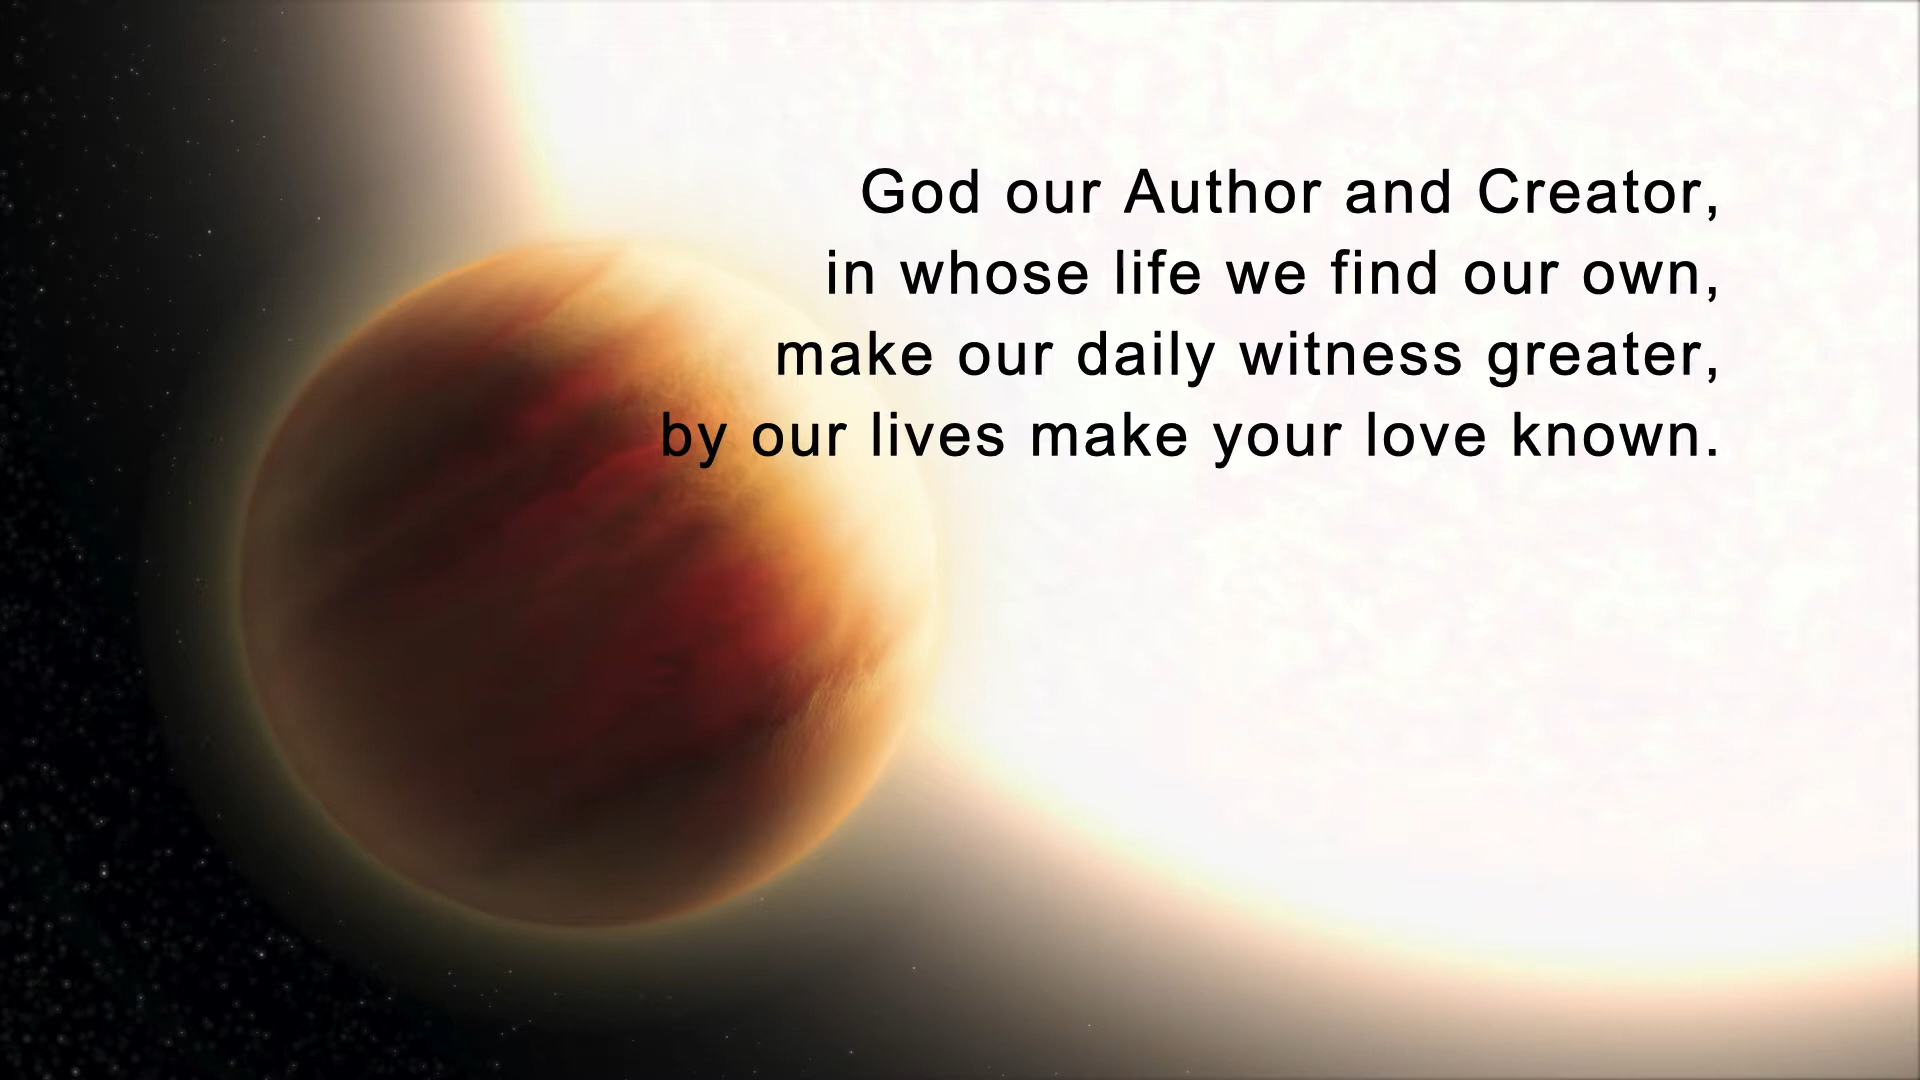 God our Author and Creator,
in whose life we find our own,
make our daily witness greater,
by our lives make your love known.